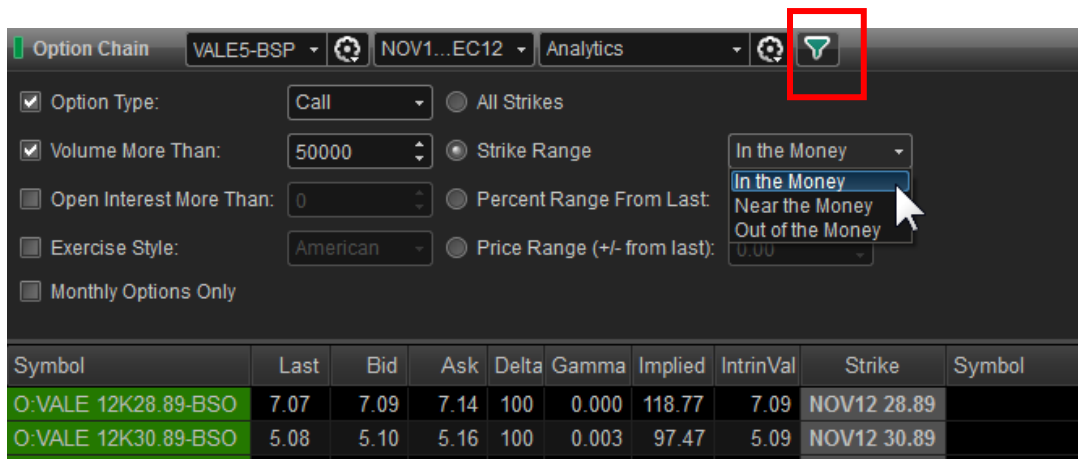 Option Chain VALE5-BSP NOV1...EC12 Analytics
Option Type: Call All Strikes
Volume More Than: 50000 Strike Range In the Money
In the Money
Open Interest More Than: 0 Percent Range From Last: Near the Money
Out of the Money
Exercise Style: American Price Range (+/- from last): 0.00
Monthly Options Only
Symbol Last Bid Ask Delta Gamma Implied IntrinVal Strike Symbol
O:VALE 12K28.89-BSO 7.07 7.09 7.14 100 0.000 118.77 7.09 NOV12 28.89
O:VALE 12K30.89-BSO 5.08 5.10 5.16 100 0.003 97.47 5.09 NOV12 30.89